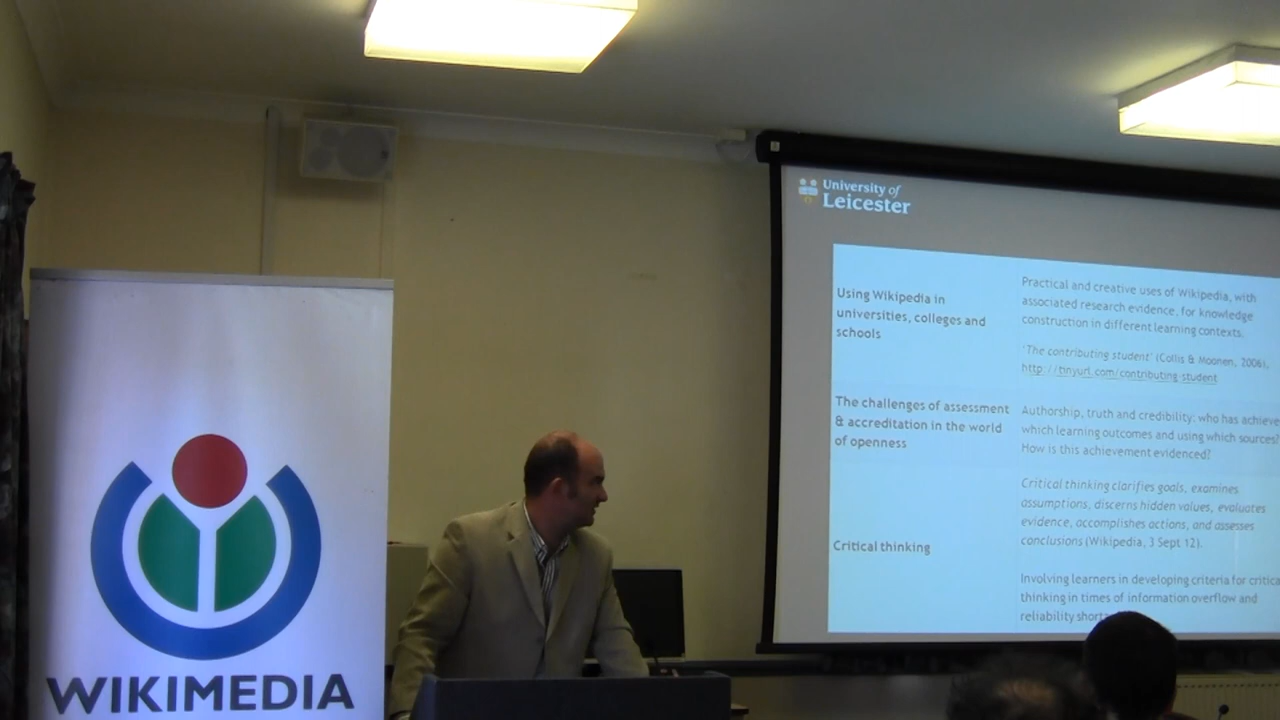 WIKIMEDIA
University of
Leicester
Using Wikipedia in
universities, colleges and
schools
Practical and creative uses of Wikipedia, with
associated research evidence, for knowledge
construction in different learning contexts.
'The contributing student' (Collis & Moonen, 2006),
http://tinyurl.com/contributing-student
The challenges of assessment
& accreditation in the world
of openness
Authorship, truth and credibility: who has achieve
which learning outcomes and using which sources?
How is this achievement evidenced?
Critical thinking
Critical thinking clarifies goals, examines
assumptions, discerns hidden values, evaluates
evidence, accomplishes actions, and assesses
conclusions (Wikipedia, 3 Sept 12).
Involving learners in developing criteria for critica
thinking in times of information overflow and
reliability